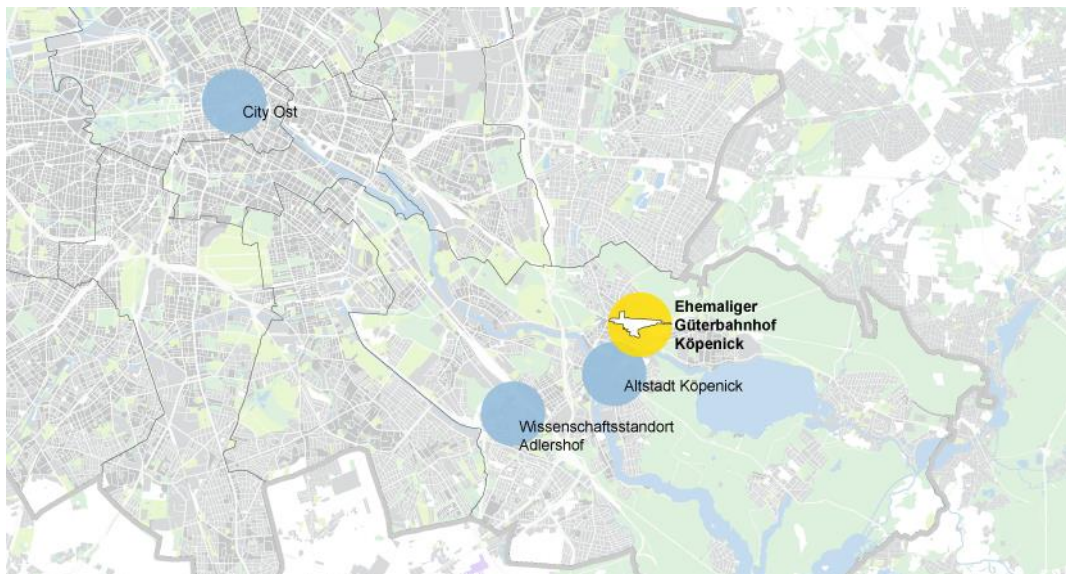 City Ost
Ehemaliger
Güterbahnhof
Köpenick
Altstadt Köpenick
Wissenschaftsstandort
Adlershof